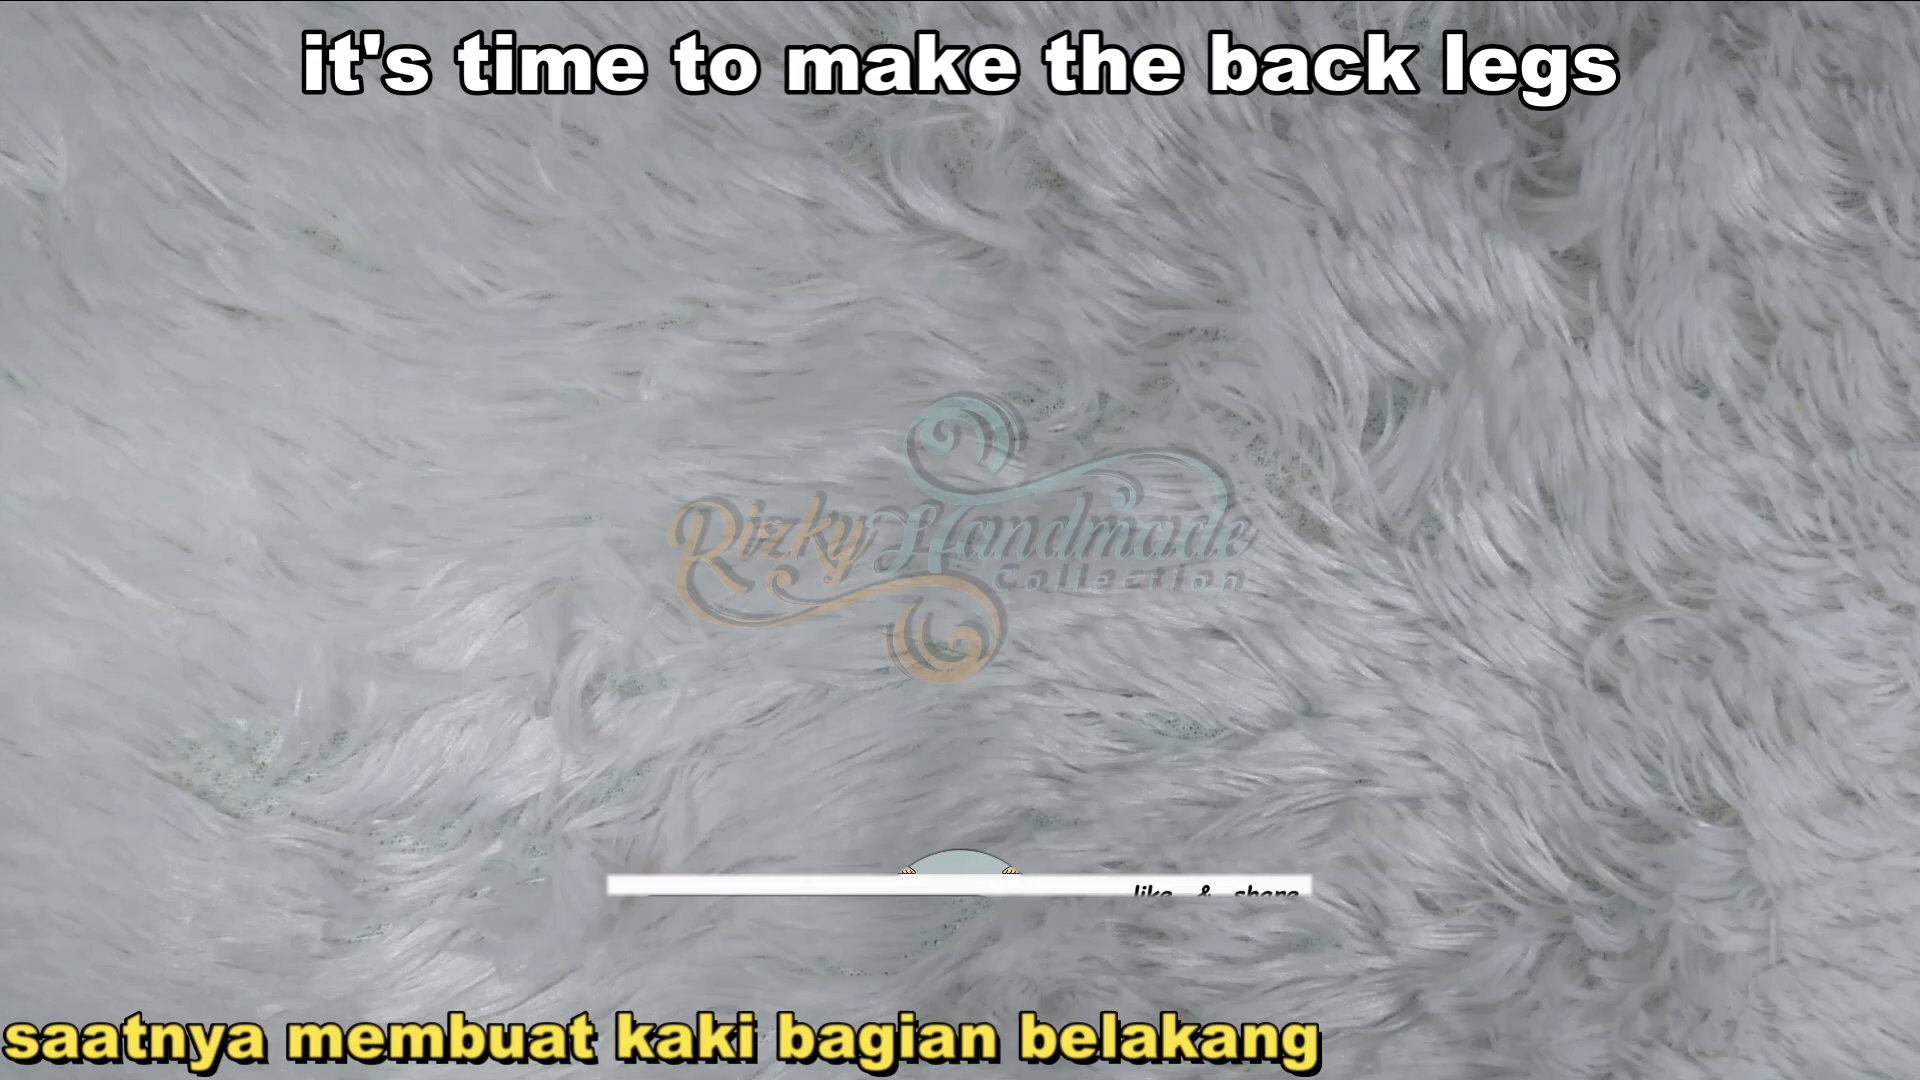 it's time to make the back legs
Rizky Handmade
Collection
like & share
saatnya membuat kaki bagian belakang